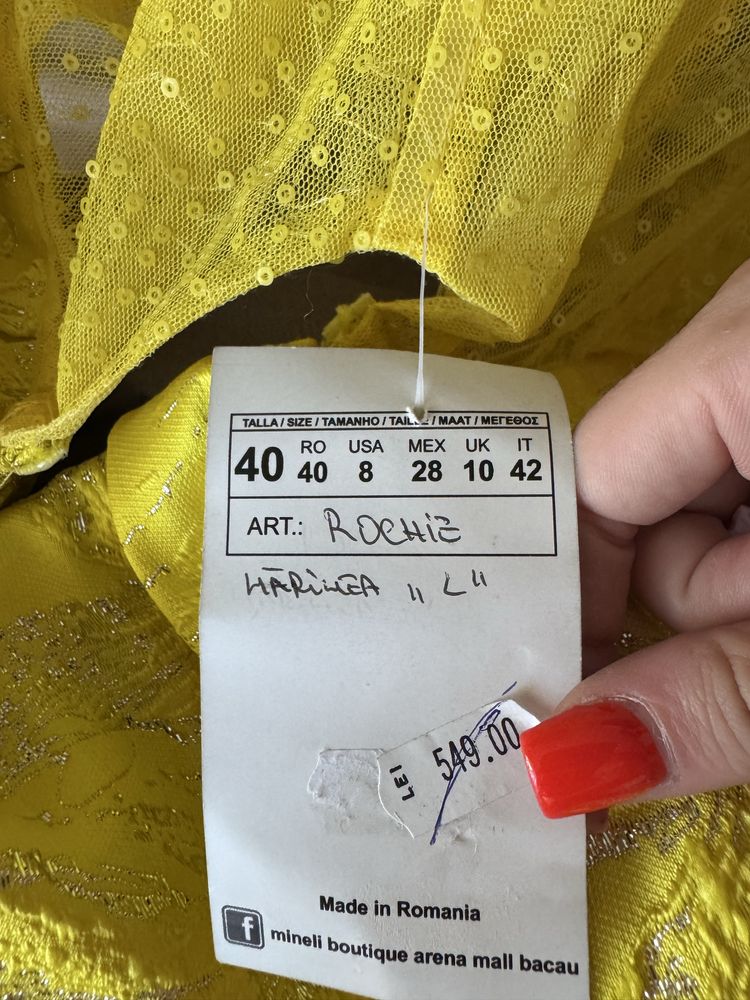 TALLA / SIZE / TAMANHO / TAILLE / MAAT / ΜΕΓΕΘΟΣ
40 RO 40 USA 8 MEX 28 UK 10 IT 42
ART.: ROCHIE
MĂRIMEA „L"
LEI 549.00
Made in Romania
f mineli boutique arena mall bacau